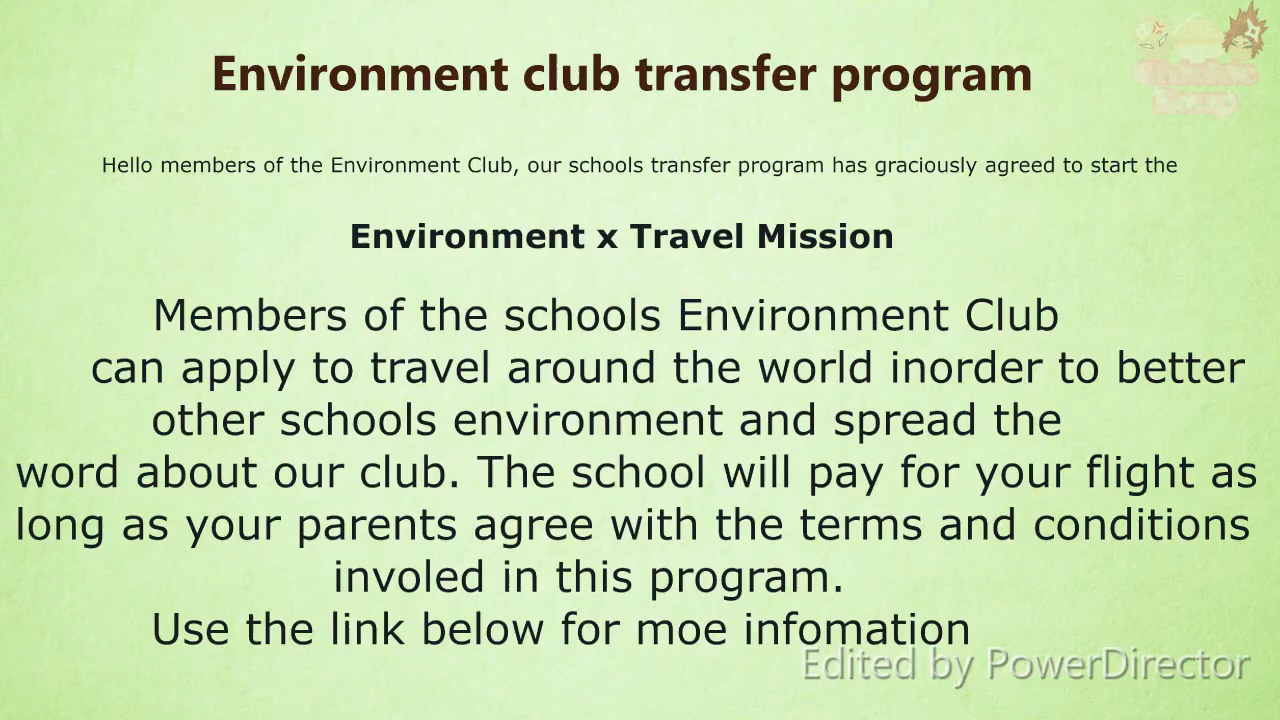 Environment club transfer program
Hello members of the Environment Club, our schools transfer program has graciously agreed to start the
Environment x Travel Mission
Members of the schools Environment Club
can apply to travel around the world inorder to better
other schools environment and spread the
word about our club. The school will pay for your flight as
long as your parents agree with the terms and conditions
involed in this program.
Use the link below for moe infomation
Edited by PowerDirector